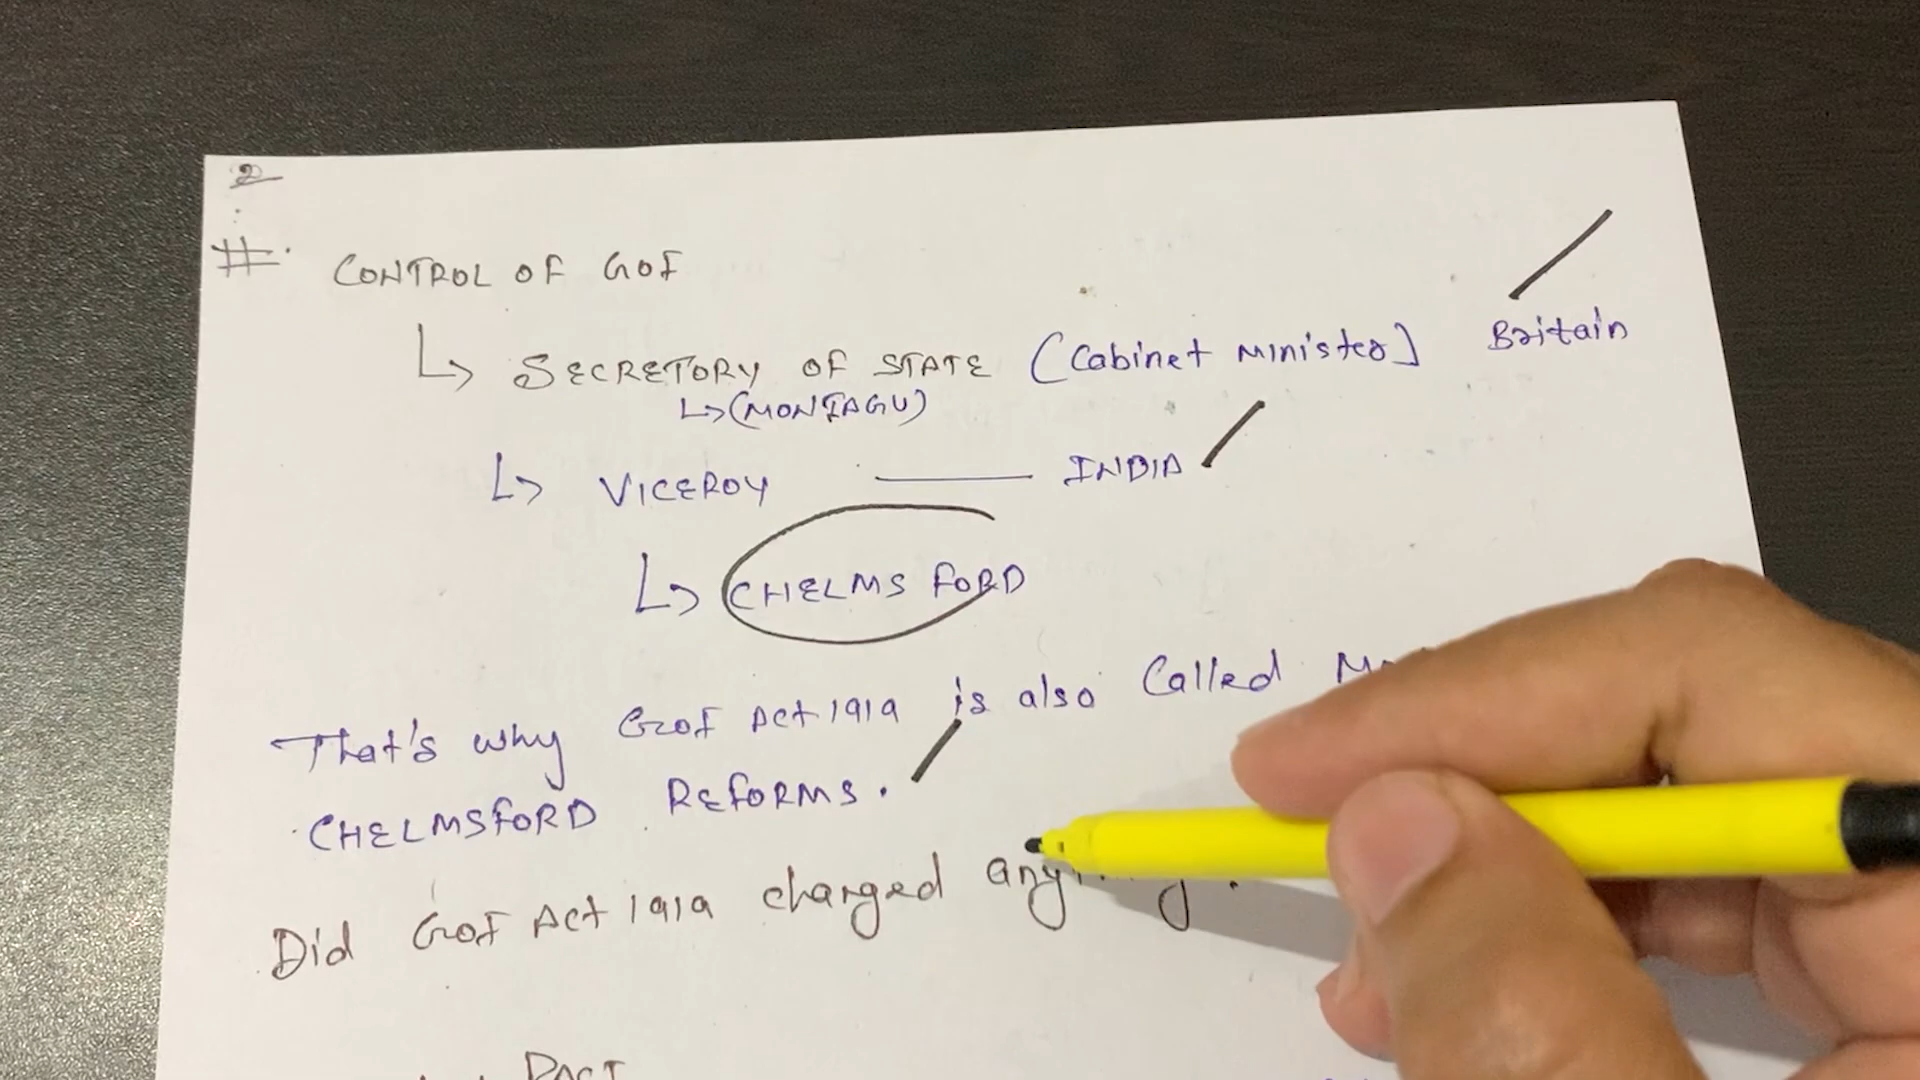 2
# CONTROL OF GOI
↳ SECRETORY OF STATE (Cabinet Minister] Britain
↳ (MONTAGU)
↳ VICEROY — INDIA
↳ CHELMS FORD
That's why GOI Act 1919 is also called
CHELMSFORD REFORMS.
Did GOI Act 1919 changed